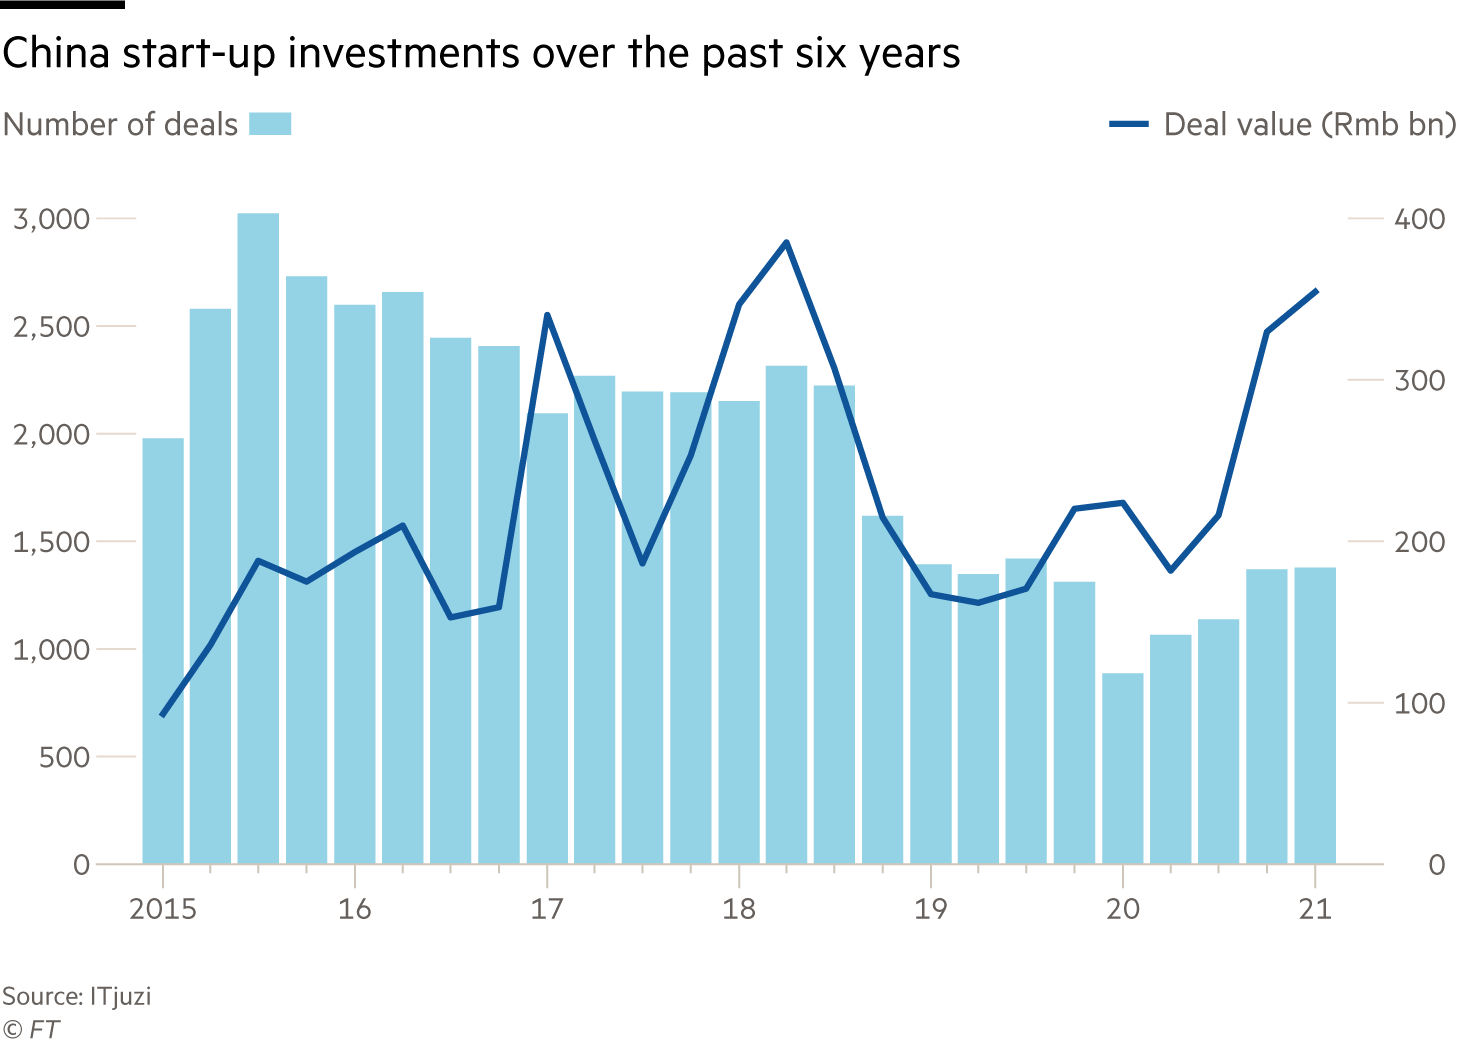 China start-up investments over the past six years
Number of deals
Deal value (Rmb bn)
3,000
2,500
2,000
1,500
1,000
500
0
400
300
200
100
0
2015 16 17 18 19 20 21
Source: ITjuzi
© FT